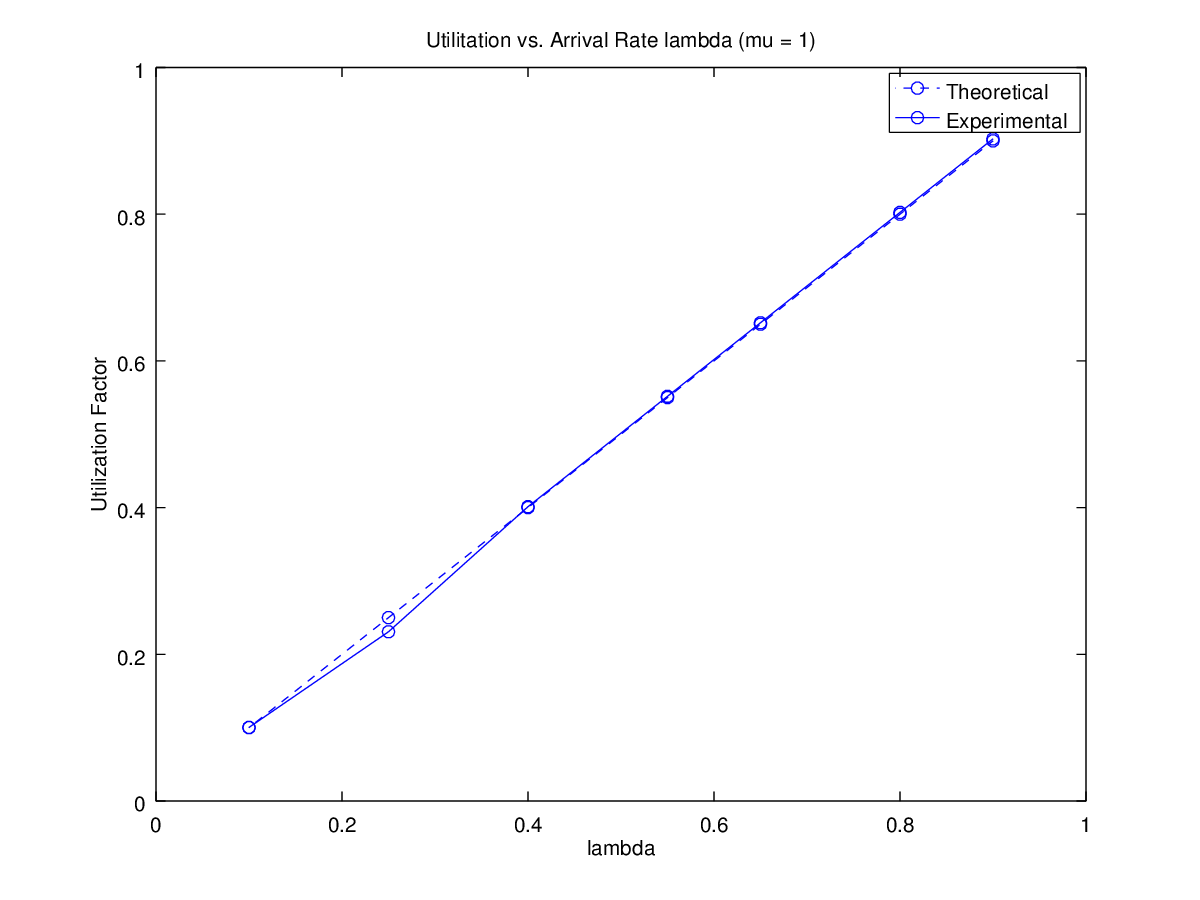 Utilitation vs. Arrival Rate lambda (mu = 1)
Theoretical
Experimental
Utilization Factor
1
0.8
0.6
0.4
0.2
0
0 0.2 0.4 0.6 0.8 1
lambda